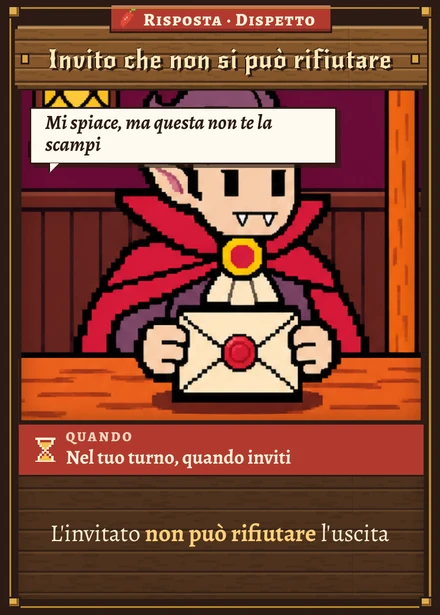 Risposta · Dispetto
Invito che non si può rifiutare
Mi spiace, ma questa non te la
scampi
QUANDO
Nel tuo turno, quando inviti
L'invitato non può rifiutare l'uscita